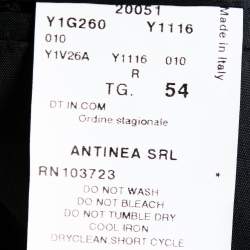 20051
Y1G260 Y1116
010
Y1V26A Y1116 010
R
TG. 54
DT IN COM
Ordine stagionale
ANTINEA SRL
RN103723 *
DO NOT WASH
DO NOT BLEACH
DO NOT TUMBLE DRY
COOL IRON
DRYCLEAN,SHORT CYCLE
Made in Italy